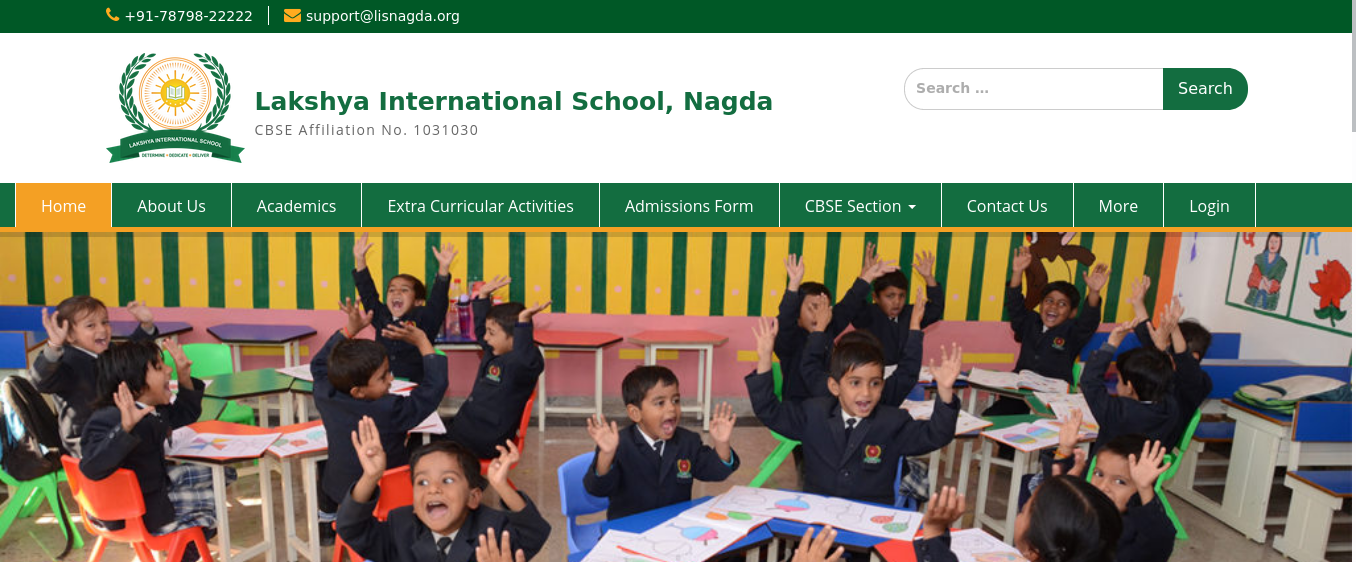 +91-78798-22222
support@lisnagda.org
LAKSHYA INTERNATIONAL SCHOOL
DETERMINE • DEDICATE • DELIVER
Lakshya International School, Nagda
CBSE Affiliation No. 1031030
Search ...
Search
Home
About Us
Academics
Extra Curricular Activities
Admissions Form
CBSE Section
Contact Us
More
Login